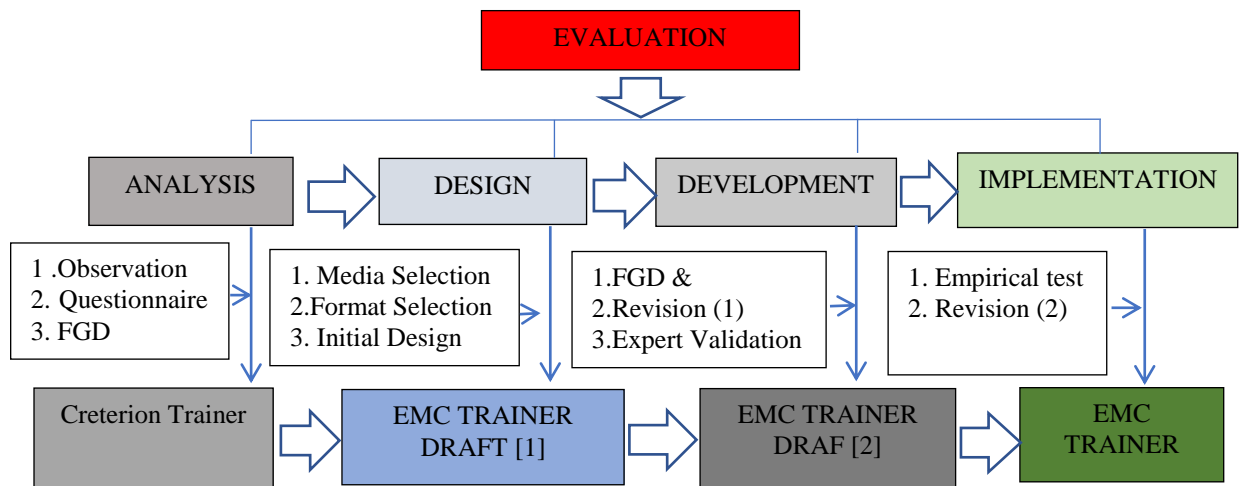 EVALUATION
ANALYSIS
DESIGN
DEVELOPMENT
IMPLEMENTATION
1 .Observation
2. Questionnaire
3. FGD
1. Media Selection
2.Format Selection
3. Initial Design
1.FGD &
2.Revision (1)
3.Expert Validation
1. Empirical test
2. Revision (2)
Creterion Trainer
EMC TRAINER
DRAFT [1]
EMC TRAINER
DRAF [2]
EMC
TRAINER